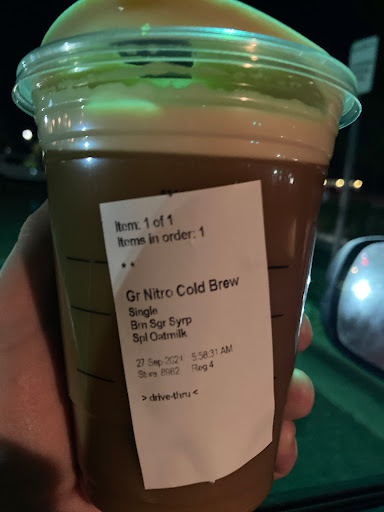 Item: 1 of 1
Items in order: 1
* *
Gr Nitro Cold Brew
Single
Brn Sgr Syrp
Spl Oatmilk
27 Sep 2021 5:58:31 AM
Store 8982 Reg 4
> drive-thru <